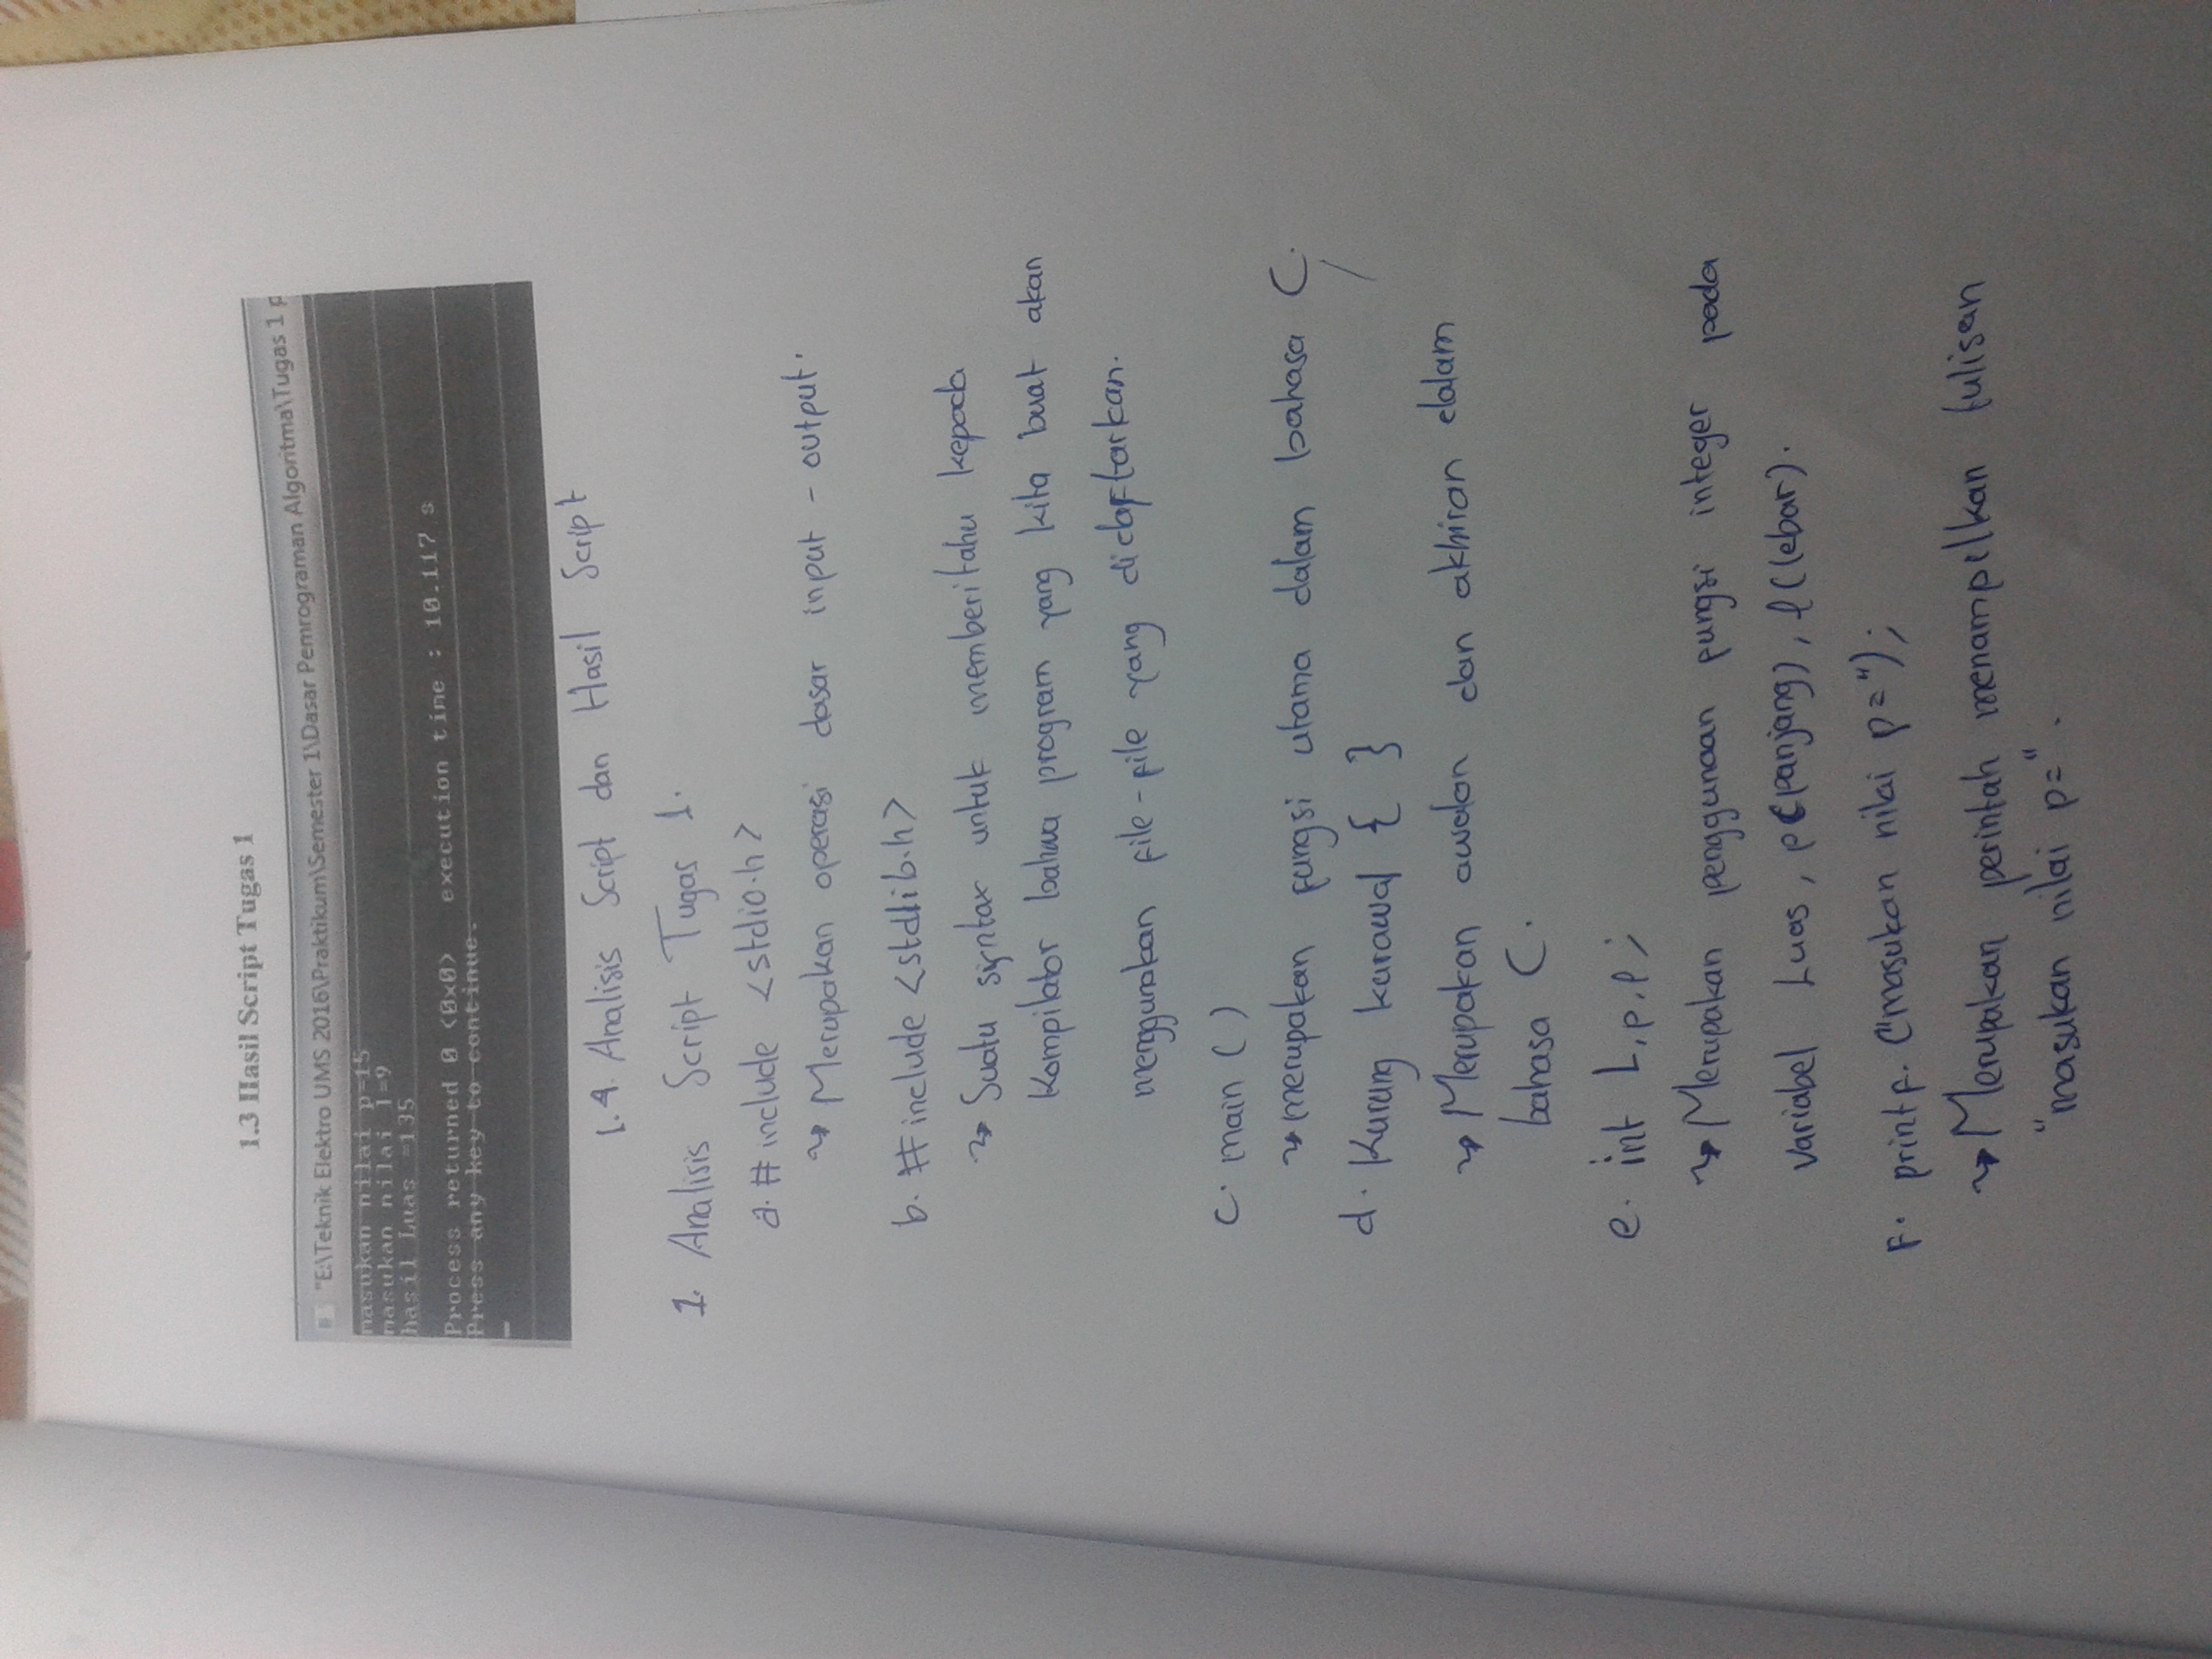 1.3 Hasil Script Tugas 1
"E:\Teknik Elektro UMS 2016\Praktikum\Semester 1\Dasar Pemrograman Algoritma\Tugas 1 p
masukan nilai p=15
masukan nilai l=9
hasil Luas =135
Process returned 0 (0x0) execution time : 10.117 s
Press any key to continue.
1.4. Analisis Script dan Hasil Script
1. Analisis Script Tugas 1.
a. #include <stdio.h>
→ Merupakan operasi dasar input - output.
b. #include <stdlib.h>
→ Suatu syntax untuk memberitahu kepada
Kompilator bahwa program yang kita buat akan
menggunakan file-file yang didaftarkan.
c. main ( )
→ merupakan fungsi utama dalam bahasa C.
d. Kurung kurawal { }
→ Merupakan awalan dan akhiran dalam
bahasa C.
e. int L,p,l;
→ Merupakan penggunaan fungsi integer pada
variabel Luas, p(panjang), l(lebar).
F. printf. ("masukan nilai p=");
→ Merupakan perintah menampilkan tulisan
"masukan nilai p=".